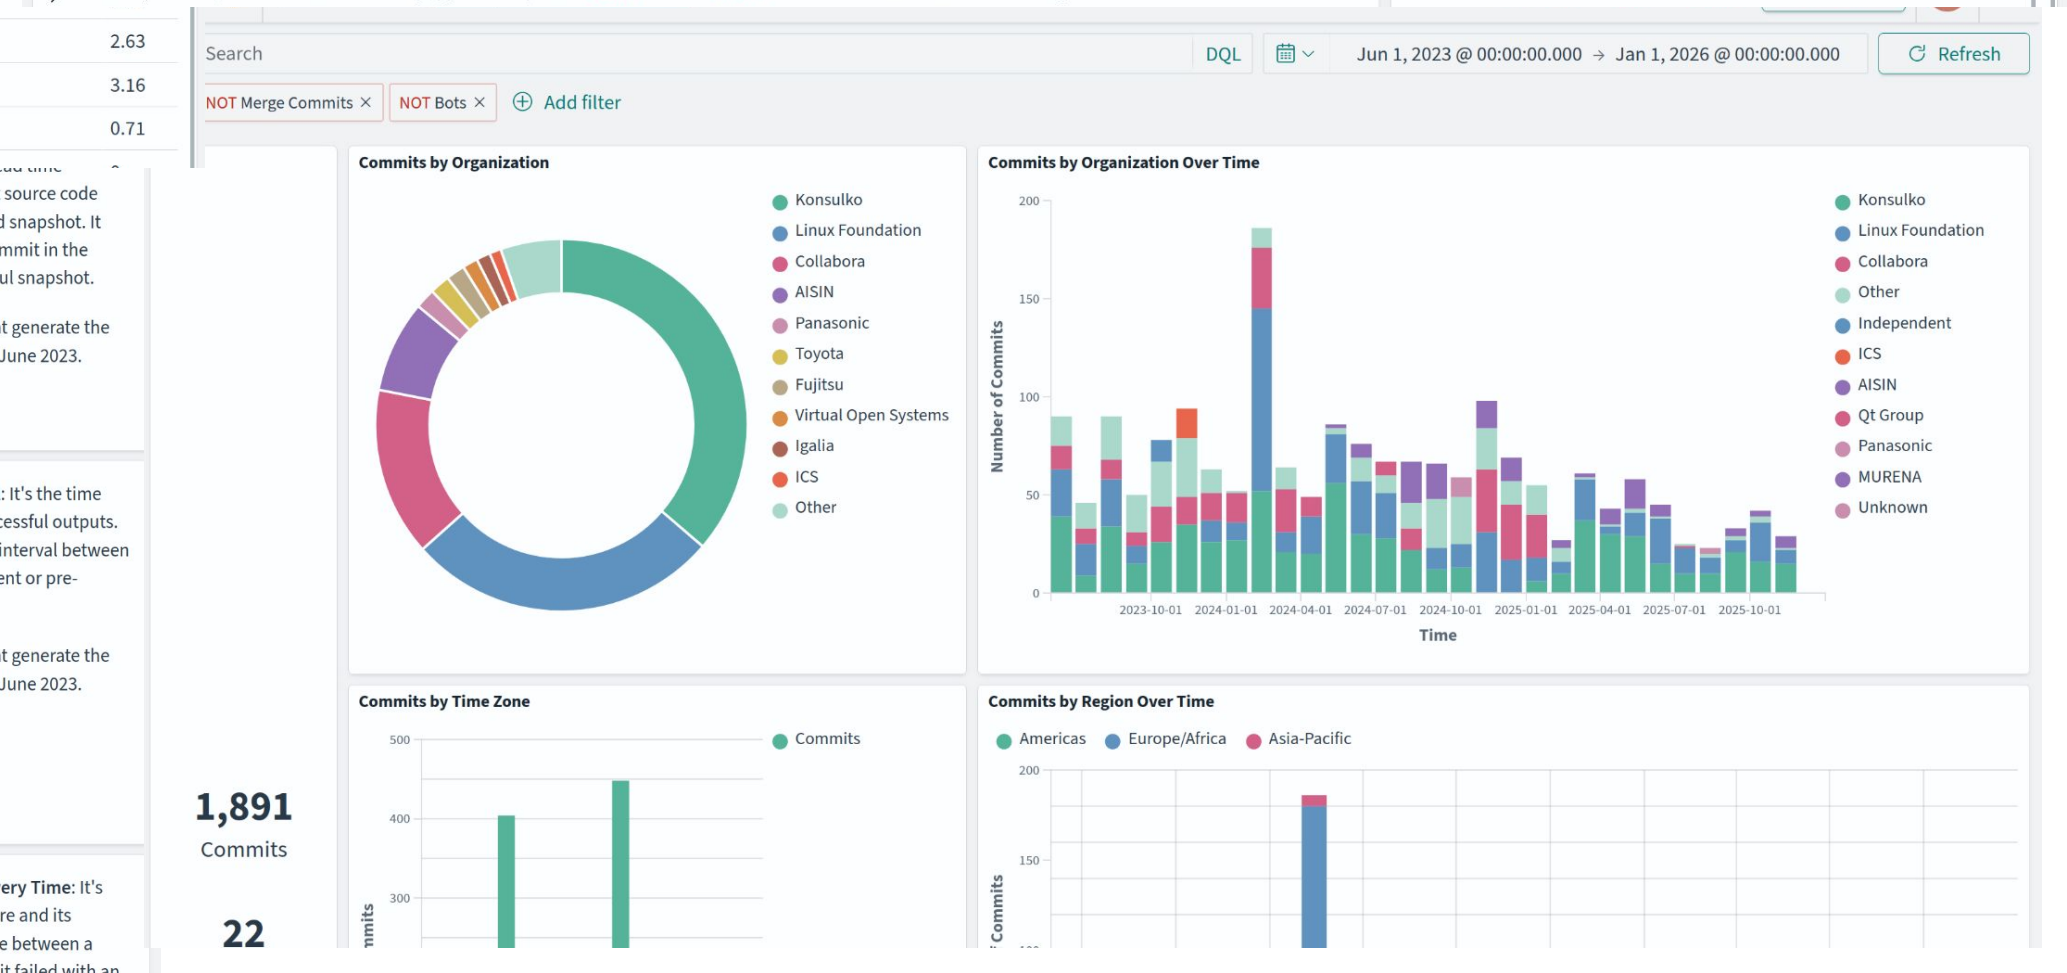 2.63
3.16
0.71
source code
snapshot. It
mmit in the
ul snapshot.
generate the
June 2023.
: It's the time
cessful outputs.
interval between
ent or pre-
generate the
June 2023.
ery Time: It's
re and its
e between a
it failed with an
Search
DQL
Jun 1, 2023 @ 00:00:00.000 → Jan 1, 2026 @ 00:00:00.000
Refresh
NOT Merge Commits ×
NOT Bots ×
Add filter
1,891
Commits
22
Commits by Organization
Konsulko
Linux Foundation
Collabora
AISIN
Panasonic
Toyota
Fujitsu
Virtual Open Systems
Igalia
ICS
Other
Commits by Organization Over Time
Number of Commits
200
150
100
50
0
2023-10-01 2024-01-01 2024-04-01 2024-07-01 2024-10-01 2025-01-01 2025-04-01 2025-07-01 2025-10-01
Time
Konsulko
Linux Foundation
Collabora
Other
Independent
ICS
AISIN
Qt Group
Panasonic
MURENA
Unknown
Commits by Time Zone
500
400
300
mmits
Commits
Commits by Region Over Time
Americas Europe/Africa Asia-Pacific
200
150
Commits